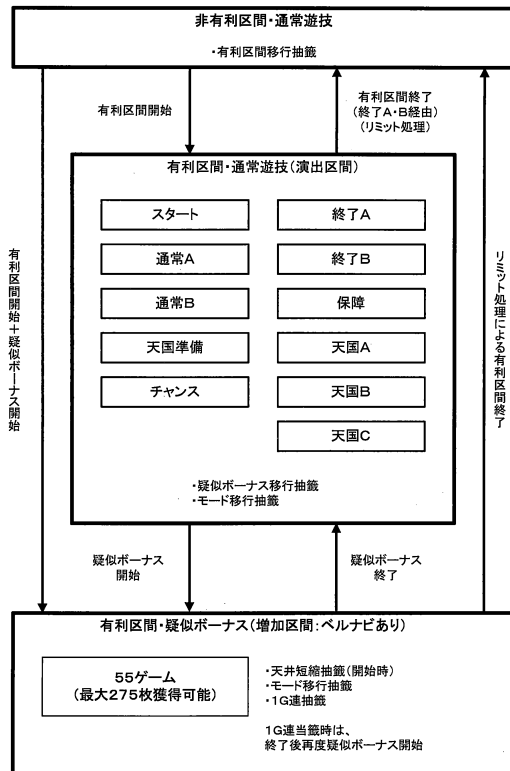 非有利区間・通常遊技
・有利区間移行抽籤
有利区間開始
有利区間終了
(終了A・B経由)
(リミット処理)
有利区間・通常遊技(演出区間)
スタート
終了A
通常A
終了B
通常B
保障
天国準備
天国A
チャンス
天国B
天国C
・疑似ボーナス移行抽籤
・モード移行抽籤
有利区間開始+疑似ボーナス開始
リミット処理による有利区間終了
疑似ボーナス
開始
疑似ボーナス
終了
有利区間・疑似ボーナス(増加区間:ベルナビあり)
55ゲーム
(最大275枚獲得可能)
・天井短縮抽籤(開始時)
・モード移行抽籤
・1G連抽籤
1G連当籤時は、
終了後再度疑似ボーナス開始